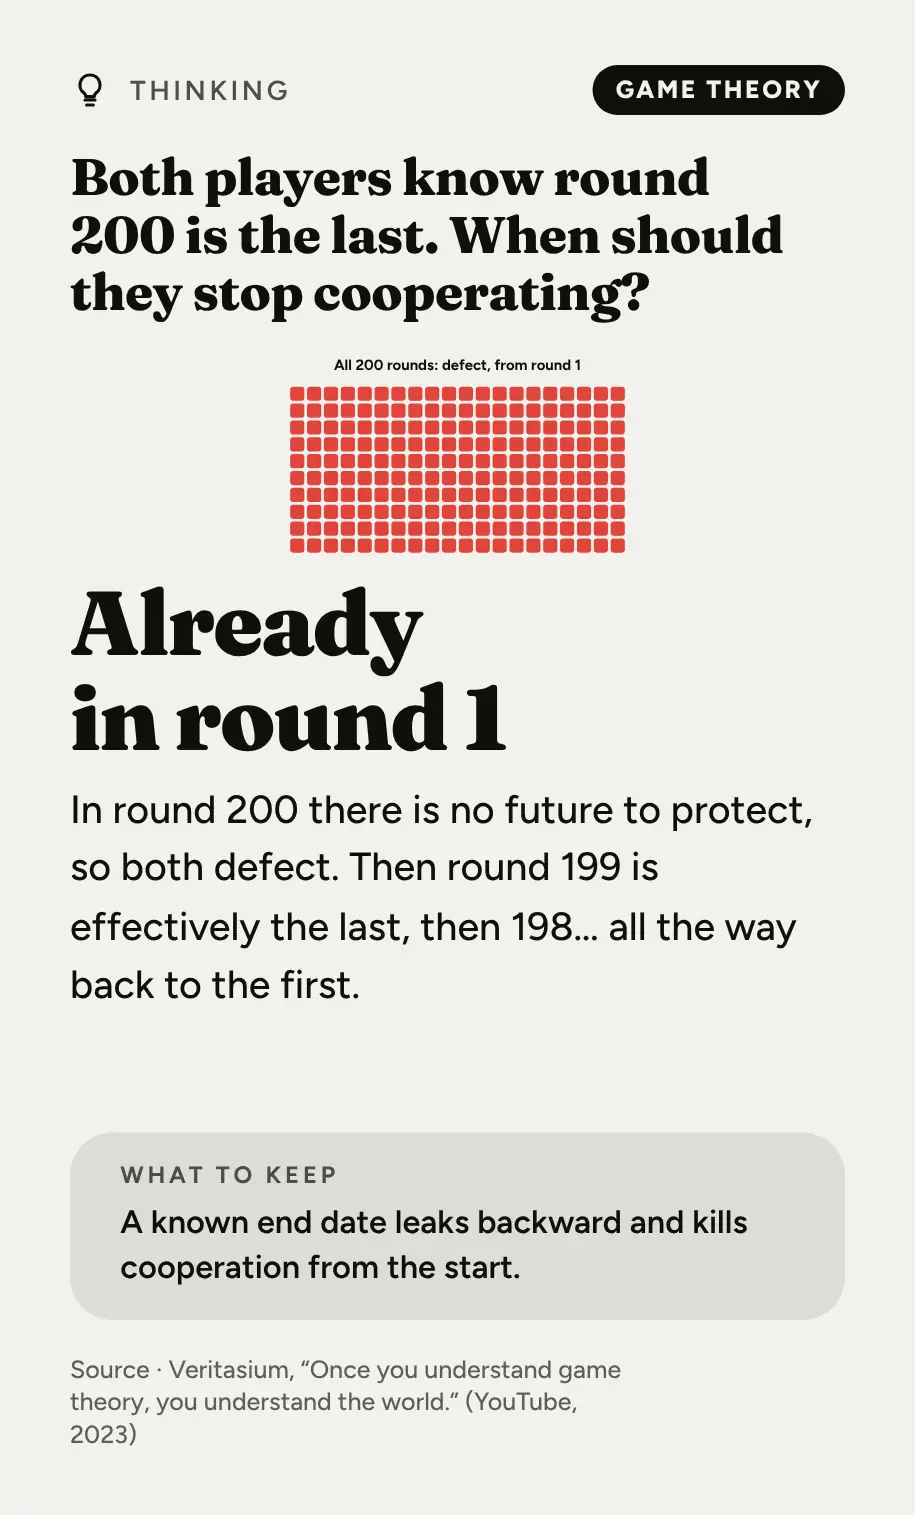 THINKING
GAME THEORY
Both players know round
200 is the last. When should
they stop cooperating?
All 200 rounds: defect, from round 1
Already
in round 1
In round 200 there is no future to protect,
so both defect. Then round 199 is
effectively the last, then 198... all the way
back to the first.
WHAT TO KEEP
A known end date leaks backward and kills
cooperation from the start.
Source · Veritasium, “Once you understand game
theory, you understand the world.” (YouTube,
2023)